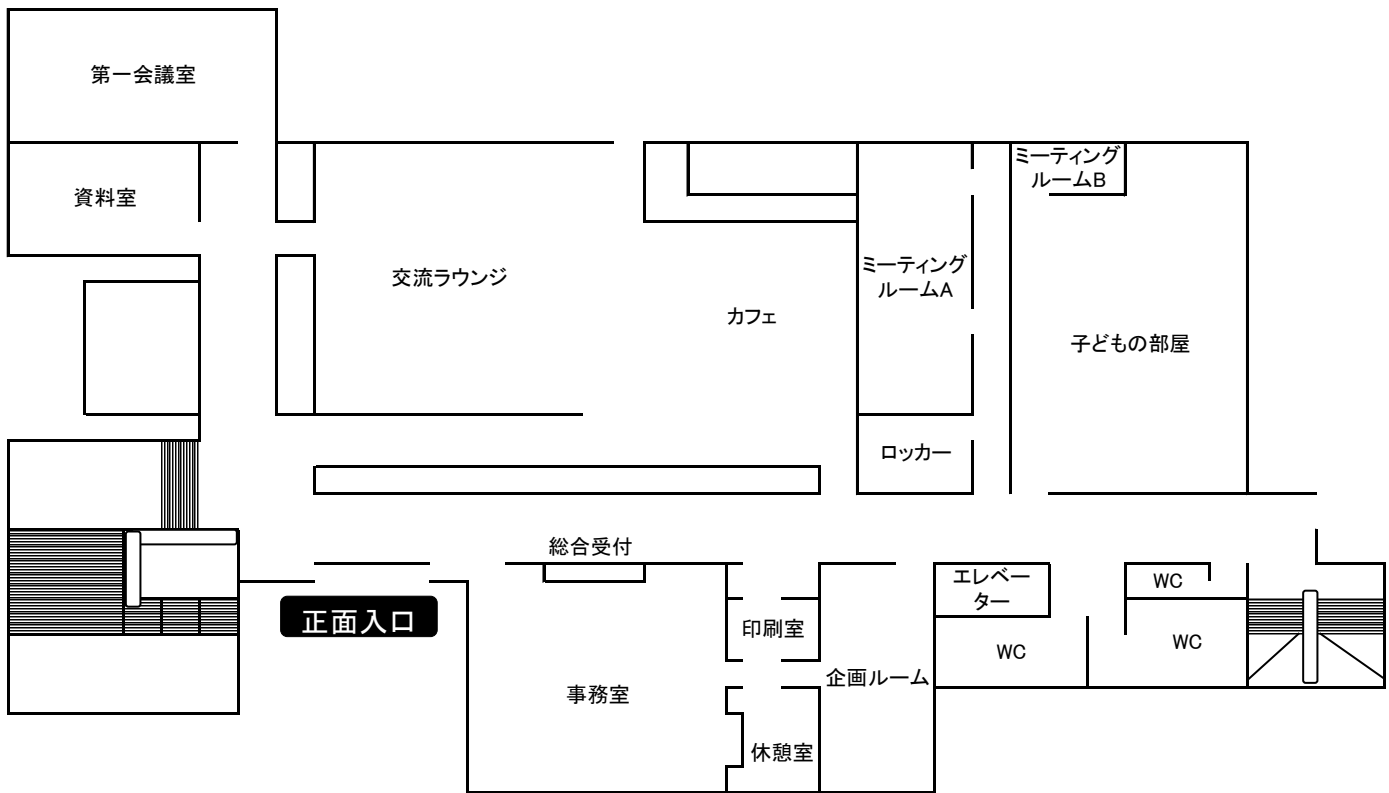 第一会議室
資料室
ミーティング
ルームB
交流ラウンジ
ミーティング
ルームA
カフェ
子どもの部屋
ロッカー
総合受付
エレベー
ター
WC
正面入口
印刷室
WC
WC
企画ルーム
事務室
休憩室